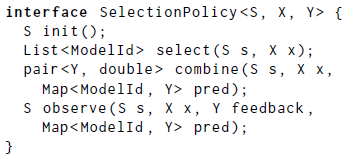 interface SelectionPolicy<S, X, Y> {
S init();
List<ModelId> select(S s, X x);
pair<Y, double> combine(S s, X x,
Map<ModelId, Y> pred);
S observe(S s, X x, Y feedback,
Map<ModelId, Y> pred);
}